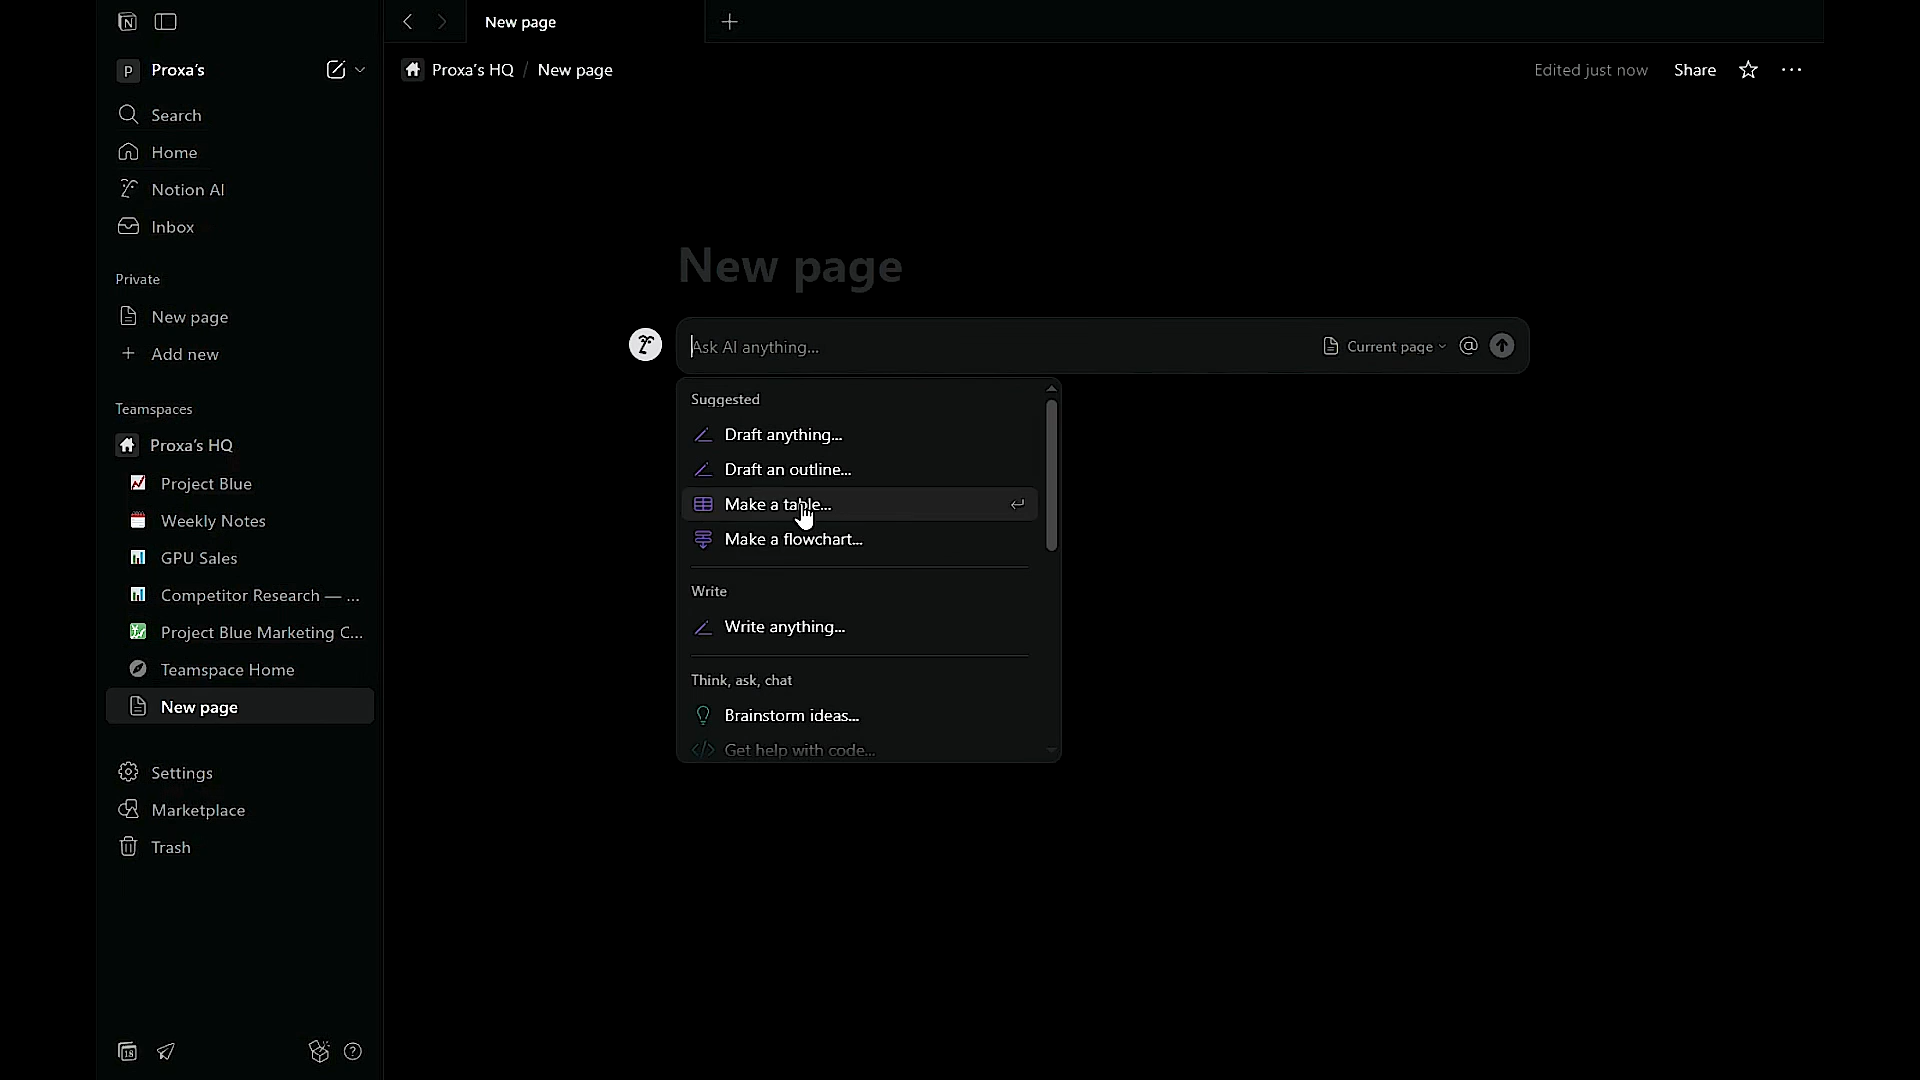 New page
Proxa's
Proxa's HQ / New page
Edited just now
Share
Search
Home
Notion AI
Inbox
Private
New page
Add new
Teamspaces
Proxa's HQ
Project Blue
Weekly Notes
GPU Sales
Competitor Research — ...
Project Blue Marketing C...
Teamspace Home
New page
Settings
Marketplace
Trash
18
New page
Ask AI anything...
Current page
@
Suggested
Draft anything...
Draft an outline...
Make a table...
Make a flowchart...
Write
Write anything...
Think, ask, chat
Brainstorm ideas...
Get help with code...